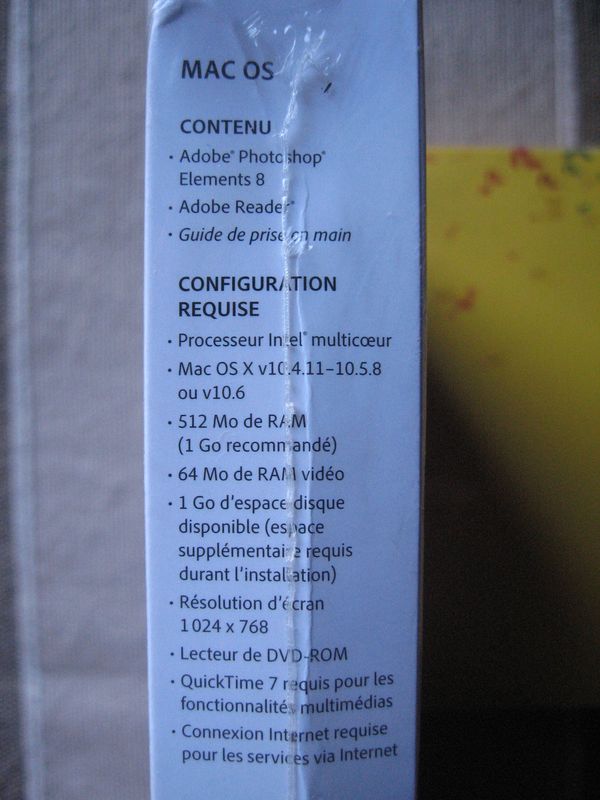 MAC OS
CONTENU
• Adobe® Photoshop®
Elements 8
• Adobe Reader®
• Guide de prise en main
CONFIGURATION
REQUISE
• Processeur Intel® multicœur
• Mac OS X v10.4.11–10.5.8
ou v10.6
• 512 Mo de RAM
(1 Go recommandé)
• 64 Mo de RAM vidéo
• 1 Go d'espace disque
disponible (espace
supplémentaire requis
durant l'installation)
• Résolution d'écran
1 024 x 768
• Lecteur de DVD-ROM
• QuickTime 7 requis pour les
fonctionnalités multimédias
• Connexion Internet requise
pour les services via Internet